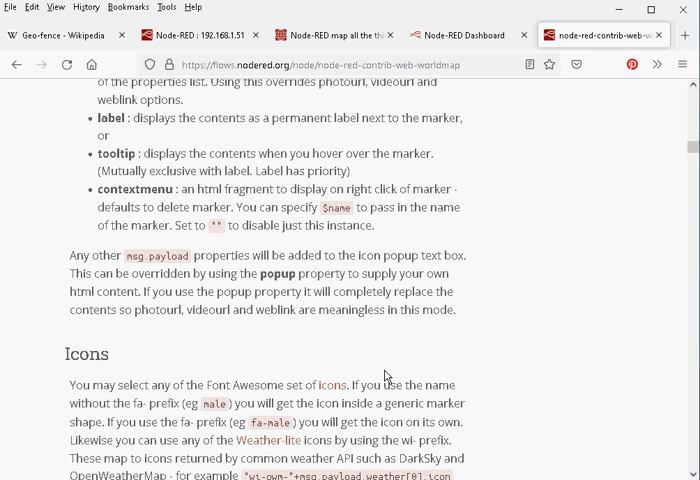 File Edit View History Bookmarks Tools Help
Geo-fence - Wikipedia
Node-RED : 192.168.1.51
Node-RED map all the thi
Node-RED Dashboard
node-red-contrib-web-w
https://flows.nodered.org/node/node-red-contrib-web-worldmap
of the properties list. Using this overrides photourl, videourl and
weblink options.
• label : displays the contents as a permanent label next to the marker,
or
• tooltip : displays the contents when you hover over the marker.
(Mutually exclusive with label. Label has priority)
• contextmenu : an html fragment to display on right click of marker -
defaults to delete marker. You can specify $name to pass in the name
of the marker. Set to "" to disable just this instance.
Any other msg.payload properties will be added to the icon popup text box.
This can be overridden by using the popup property to supply your own
html content. If you use the popup property it will completely replace the
contents so photourl, videourl and weblink are meaningless in this mode.
Icons
You may select any of the Font Awesome set of icons. If you use the name
without the fa- prefix (eg male ) you will get the icon inside a generic marker
shape. If you use the fa- prefix (eg fa-male ) you will get the icon on its own.
Likewise you can use any of the Weather-lite icons by using the wi- prefix.
These map to icons returned by common weather API such as DarkSky and
OpenWeatherMap - for example "wi-owm-"+msg.payload.weather[0].icon